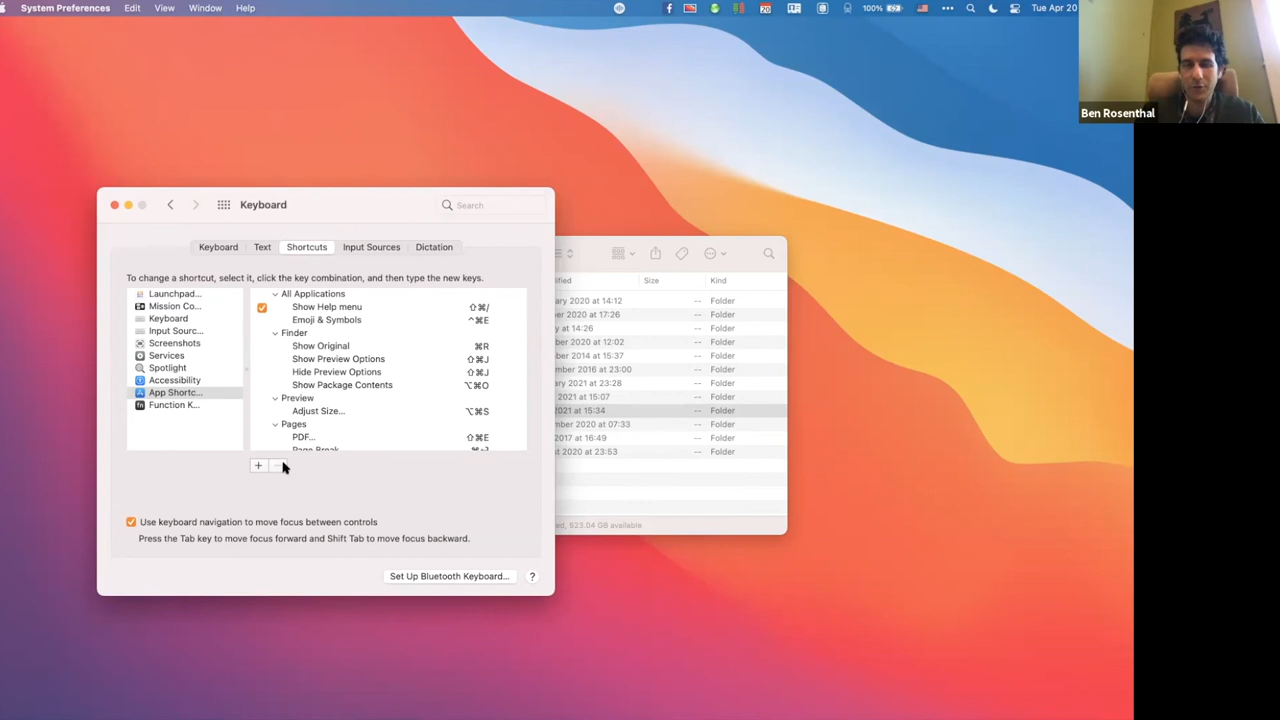 System Preferences Edit View Window Help
20 100% Tue Apr 20
Ben Rosenthal
Keyboard
Search
Keyboard Text Shortcuts Input Sources Dictation
To change a shortcut, select it, click the key combination, and then type the new keys.
Launchpad...
Mission Co...
Keyboard
Input Sourc...
Screenshots
Services
Spotlight
Accessibility
App Shortc...
Function K...
All Applications
Show Help menu ⇧⌘/
Emoji & Symbols ^⌘E
Finder
Show Original ⌘R
Show Preview Options ⇧⌘J
Hide Preview Options ⇧⌘J
Show Package Contents ⌥⌘O
Preview
Adjust Size... ⌥⌘S
Pages
PDF... ⇧⌘E
Page Break
+ −
Use keyboard navigation to move focus between controls
Press the Tab key to move focus forward and Shift Tab to move focus backward.
Set Up Bluetooth Keyboard... ?
ified Size Kind
ary 2020 at 14:12 -- Folder
ber 2020 at 17:26 -- Folder
y at 14:26 -- Folder
ber 2020 at 12:02 -- Folder
ber 2014 at 15:37 -- Folder
mber 2016 at 23:00 -- Folder
uary 2021 at 23:28 -- Folder
2021 at 15:07 -- Folder
2021 at 15:34 -- Folder
mber 2020 at 07:33 -- Folder
2017 at 16:49 -- Folder
st 2020 at 23:53 -- Folder
ed, 523.04 GB available